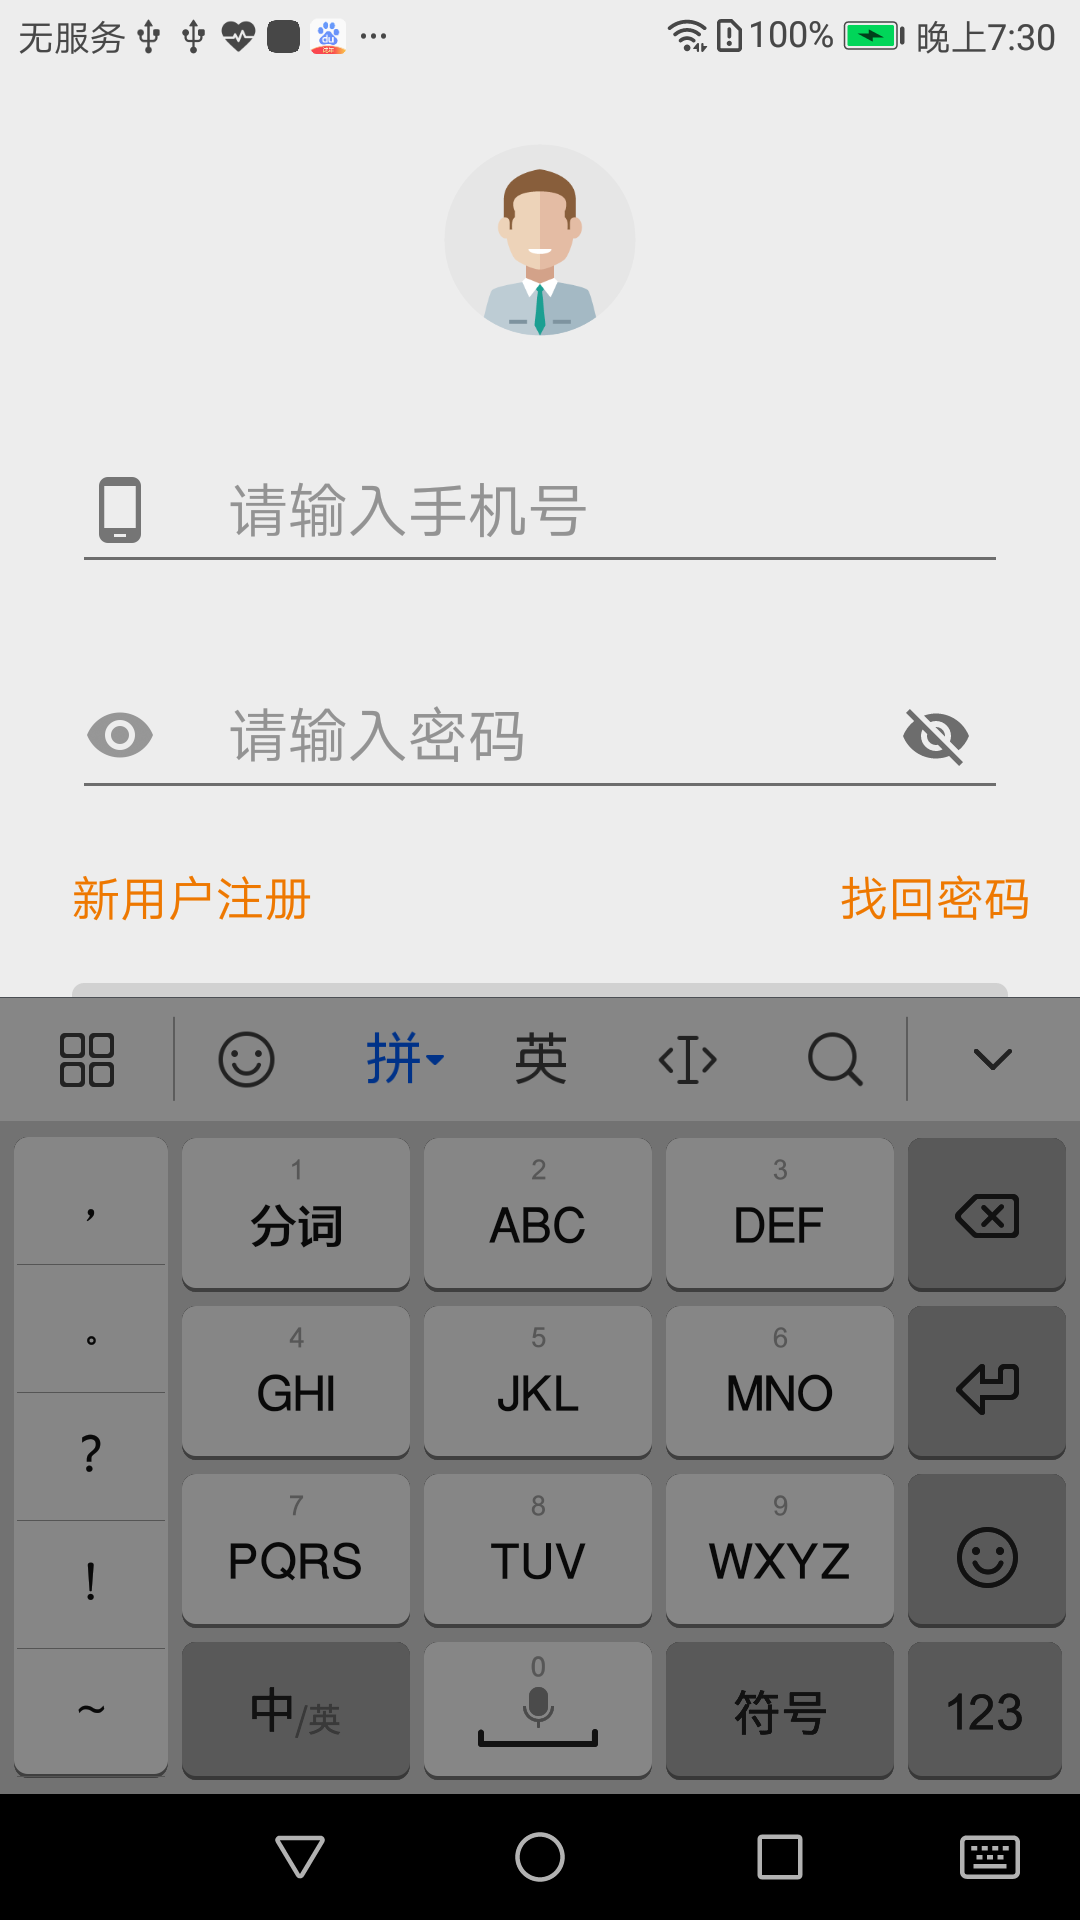 无服务 100% 晚上7:30
请输入手机号
请输入密码
新用户注册 找回密码
拼 英
， 1 2 3
分词 ABC DEF
。 4 5 6
GHI JKL MNO
? 7 8 9
! PQRS TUV WXYZ
~ 0
中/英 符号 123